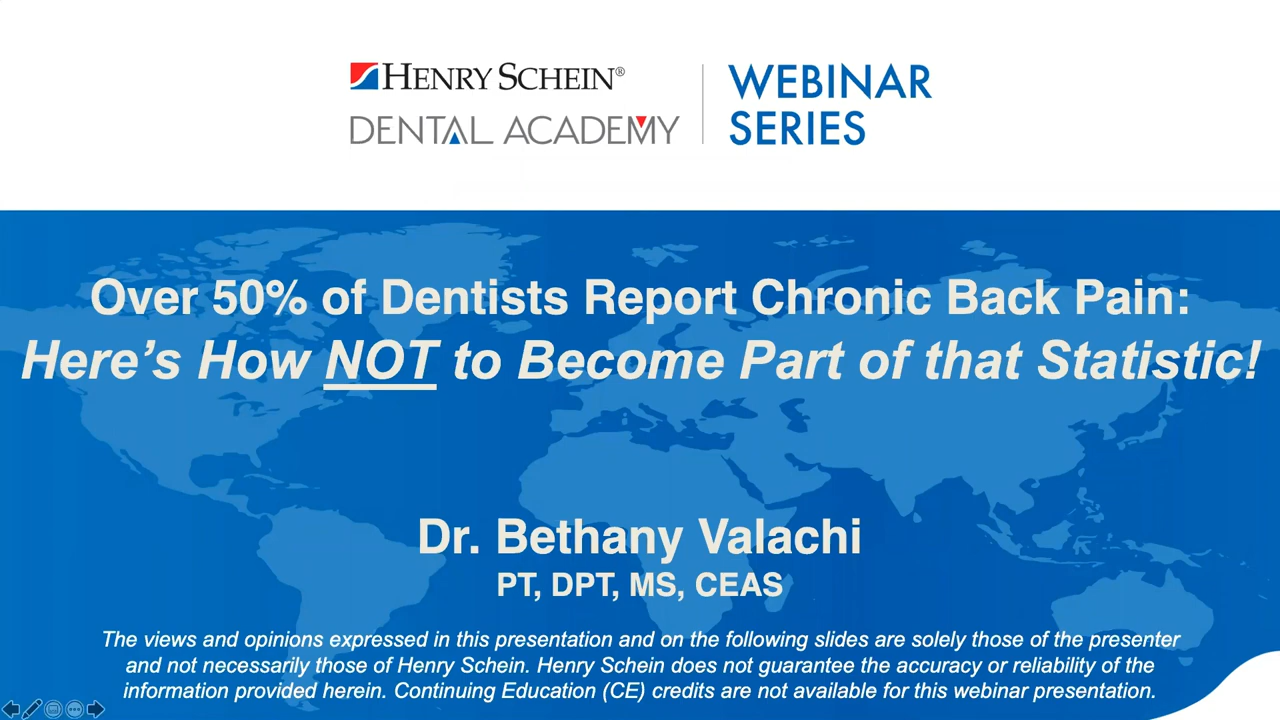 HENRY SCHEIN®
DENTAL ACADEMY
WEBINAR
SERIES
Over 50% of Dentists Report Chronic Back Pain:
Here’s How NOT to Become Part of that Statistic!
Dr. Bethany Valachi
PT, DPT, MS, CEAS
The views and opinions expressed in this presentation and on the following slides are solely those of the presenter
and not necessarily those of Henry Schein. Henry Schein does not guarantee the accuracy or reliability of the
information provided herein. Continuing Education (CE) credits are not available for this webinar presentation.